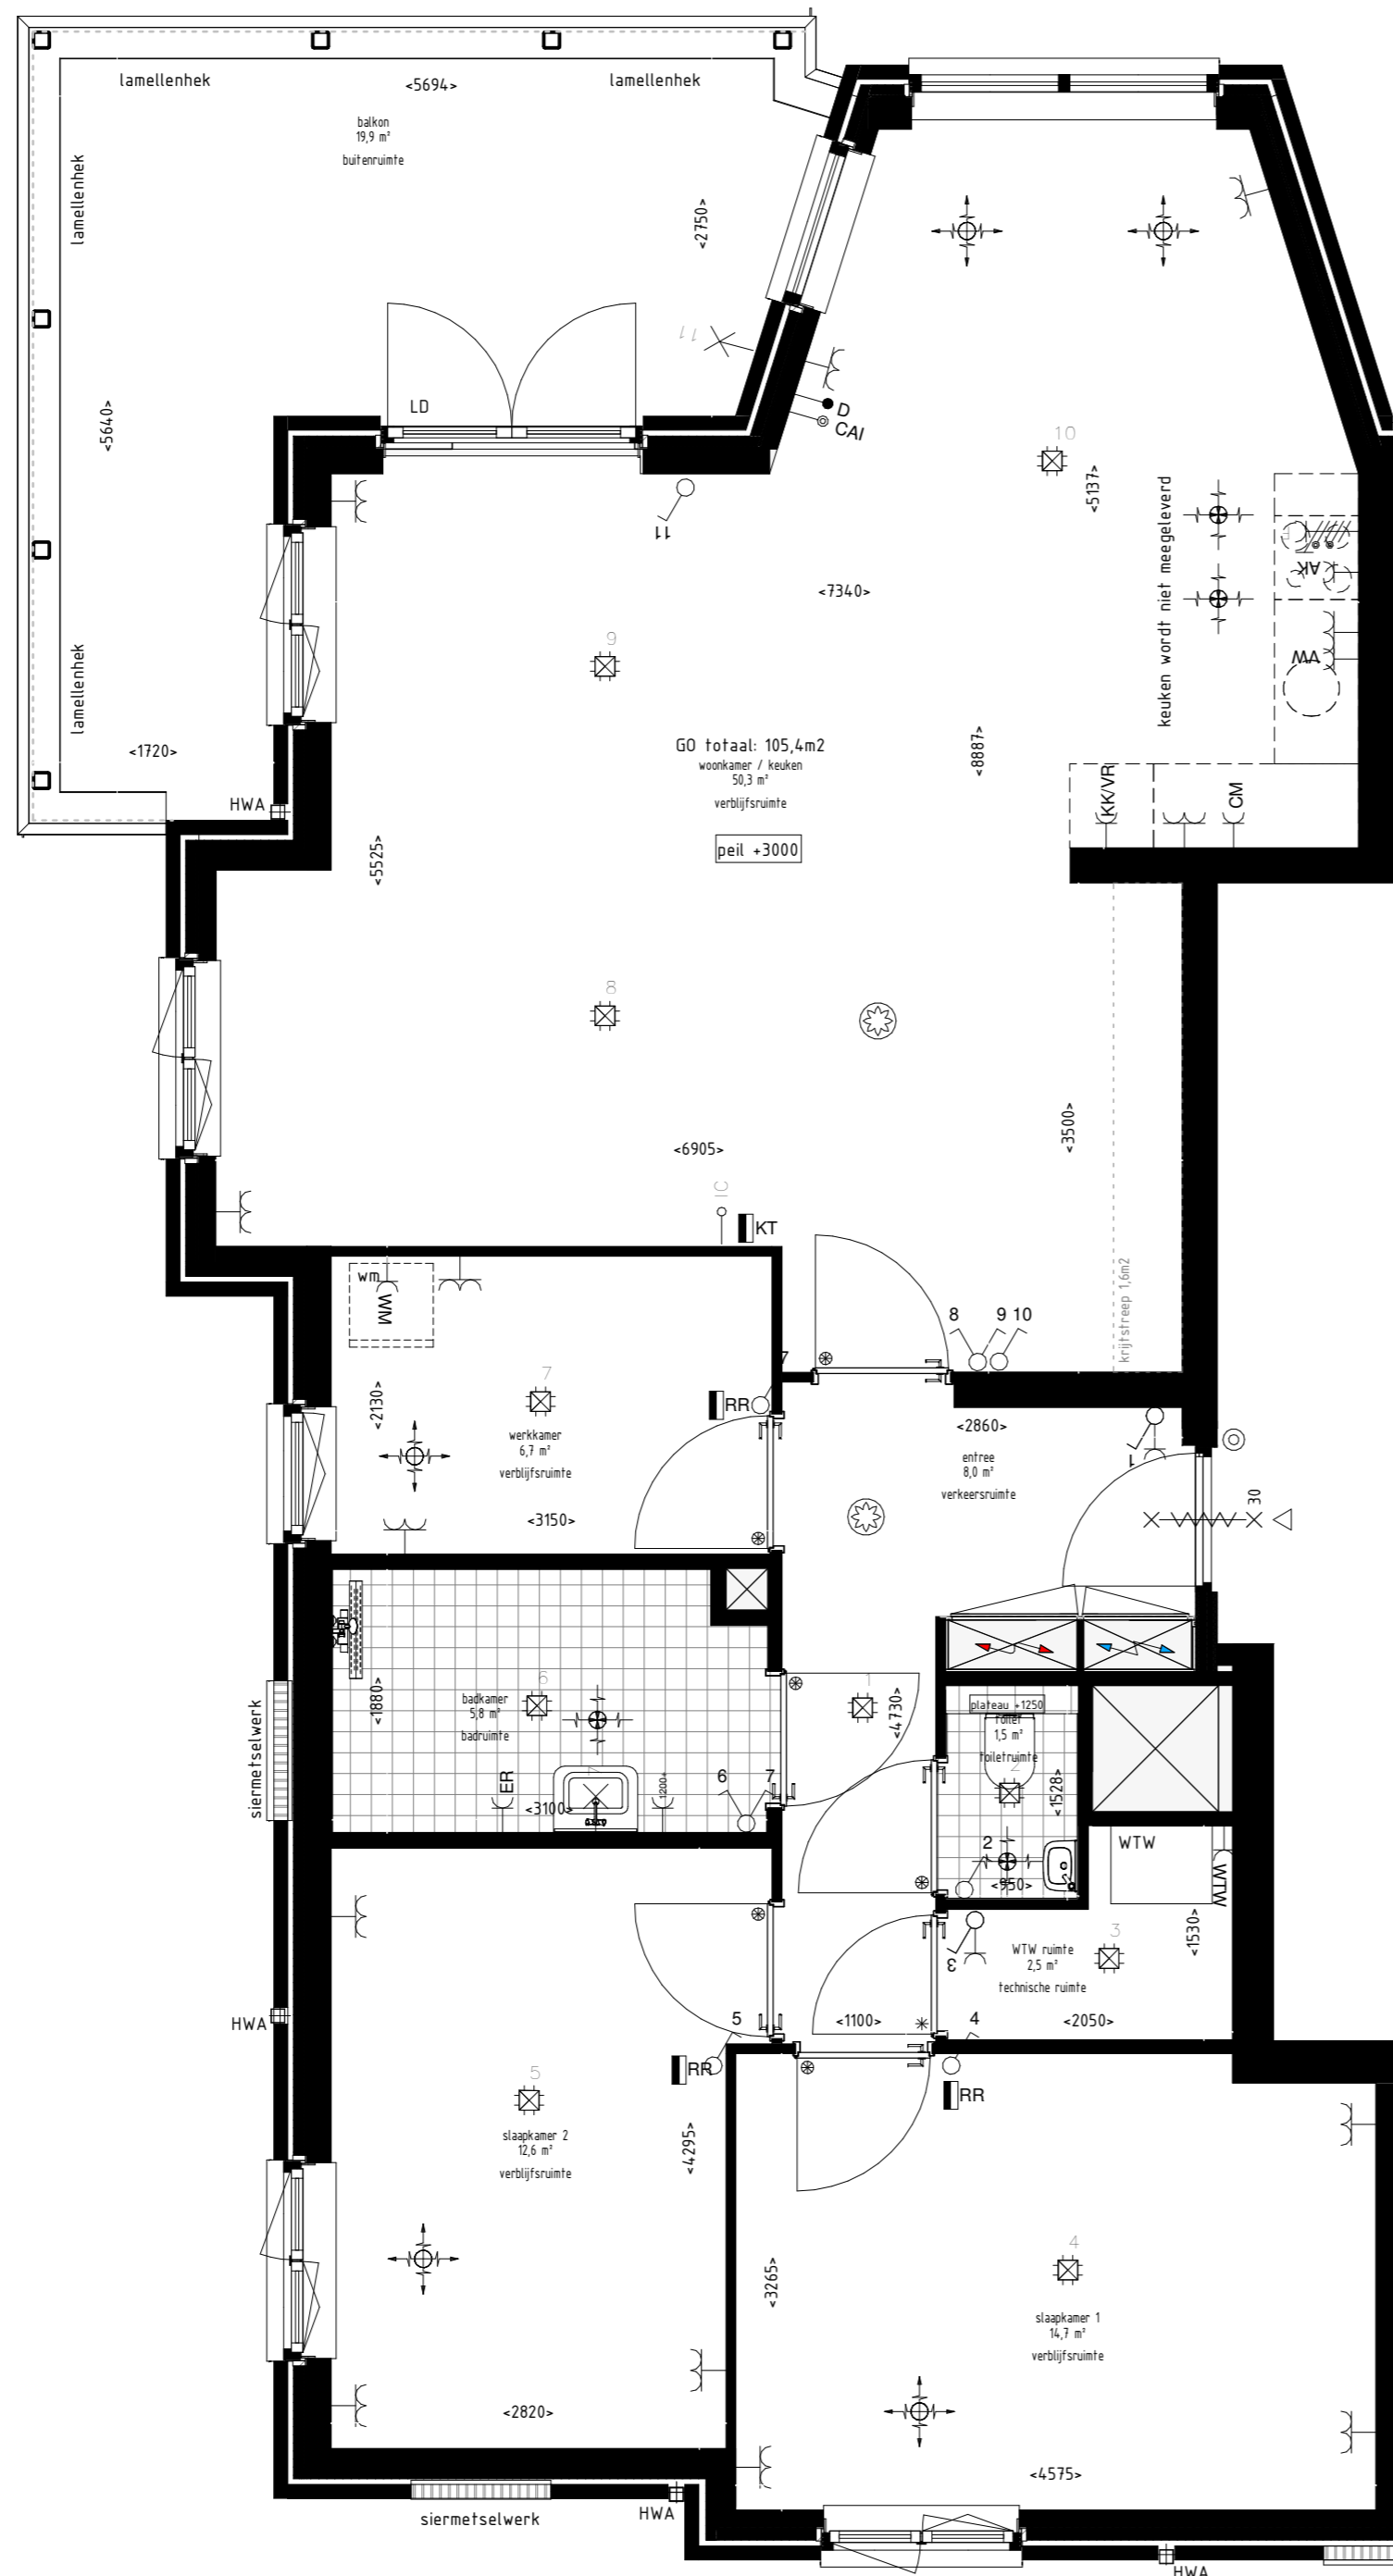 lamellenhek
<5694>
lamellenhek
balkon
19,9 m²
buitenruimte
lamellenhek
<2750>
11
<5640>
LD
D
CAI
10
<5137>
11
keuken wordt niet meegeleverd
AK
<7340>
9
VW
lamellenhek
<1720>
GO totaal: 105,4m2
woonkamer / keuken
50,3 m²
verblijfsruimte
<8887>
HWA
KK/VR
CM
peil +3000
<5525>
8
<3500>
<6905>
KT
wm
WM
krijtstreep 1,6m2
8
9 10
7
7
<2130>
RR
werkkamer
6,7 m²
verblijfsruimte
<3150>
<2860>
entree
8,0 m²
verkeersruimte
1
30
siermetselwerk
<1880>
6
badkamer
5,8 m²
badruimte
1
<4730>
plateau +1250
toilet
1,5 m²
toiletruimte
2
<1528>
ER
<3100>
1200+
6
7
2
<950>
WTW
WTW
<1530>
3
WTW ruimte
2,5 m²
technische ruimte
3
<2050>
<1100>
HWA
5
4
RR
RR
5
slaapkamer 2
12,6 m²
verblijfsruimte
<4295>
4
<3265>
slaapkamer 1
14,7 m²
verblijfsruimte
<2820>
<4575>
siermetselwerk
HWA
HWA